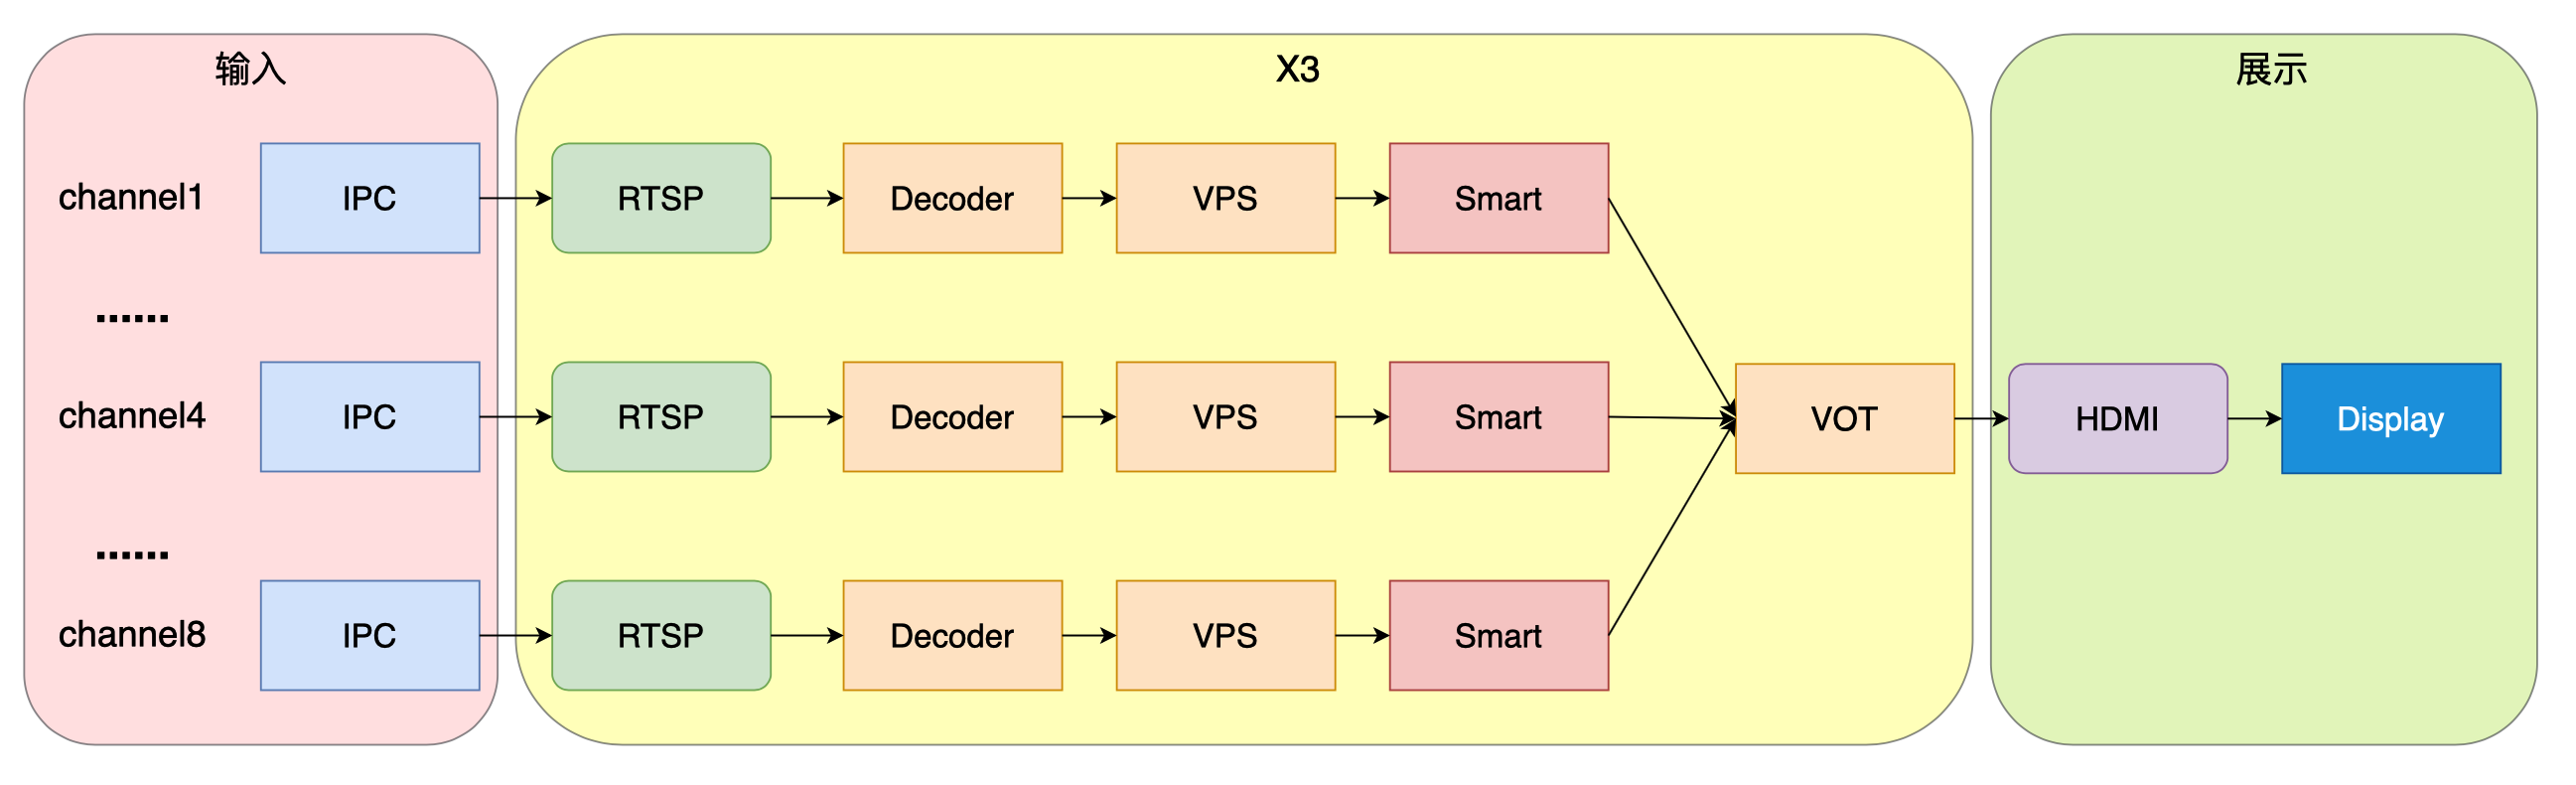 输入
X3
展示
channel1
IPC
RTSP
Decoder
VPS
Smart
......
channel4
IPC
RTSP
Decoder
VPS
Smart
VOT
HDMI
Display
......
channel8
IPC
RTSP
Decoder
VPS
Smart